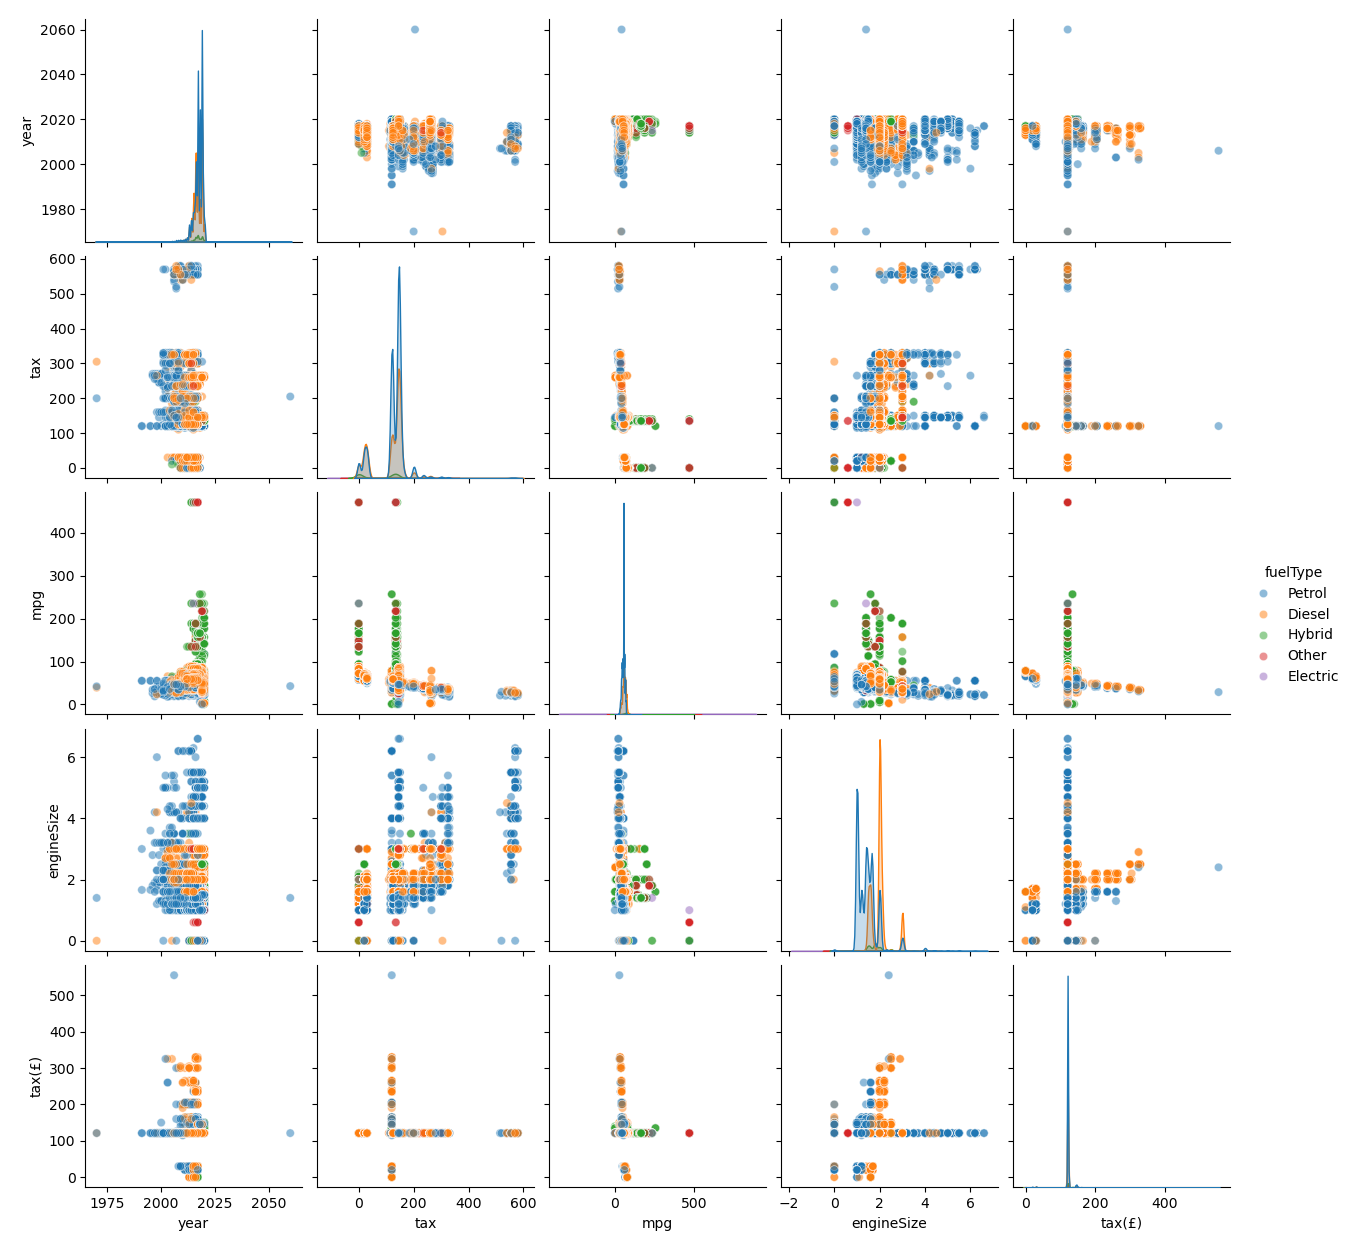 2060
2040
2020
2000
1980
year
600
500
400
300
200
100
0
tax
400
300
200
100
0
mpg
fuelType
Petrol
Diesel
Hybrid
Other
Electric
6
4
2
0
engineSize
500
400
300
200
100
0
tax(£)
1975 2000 2025 2050
0 200 400 600
0 500
−2 0 2 4 6
0 200 400
year tax mpg engineSize tax(£)